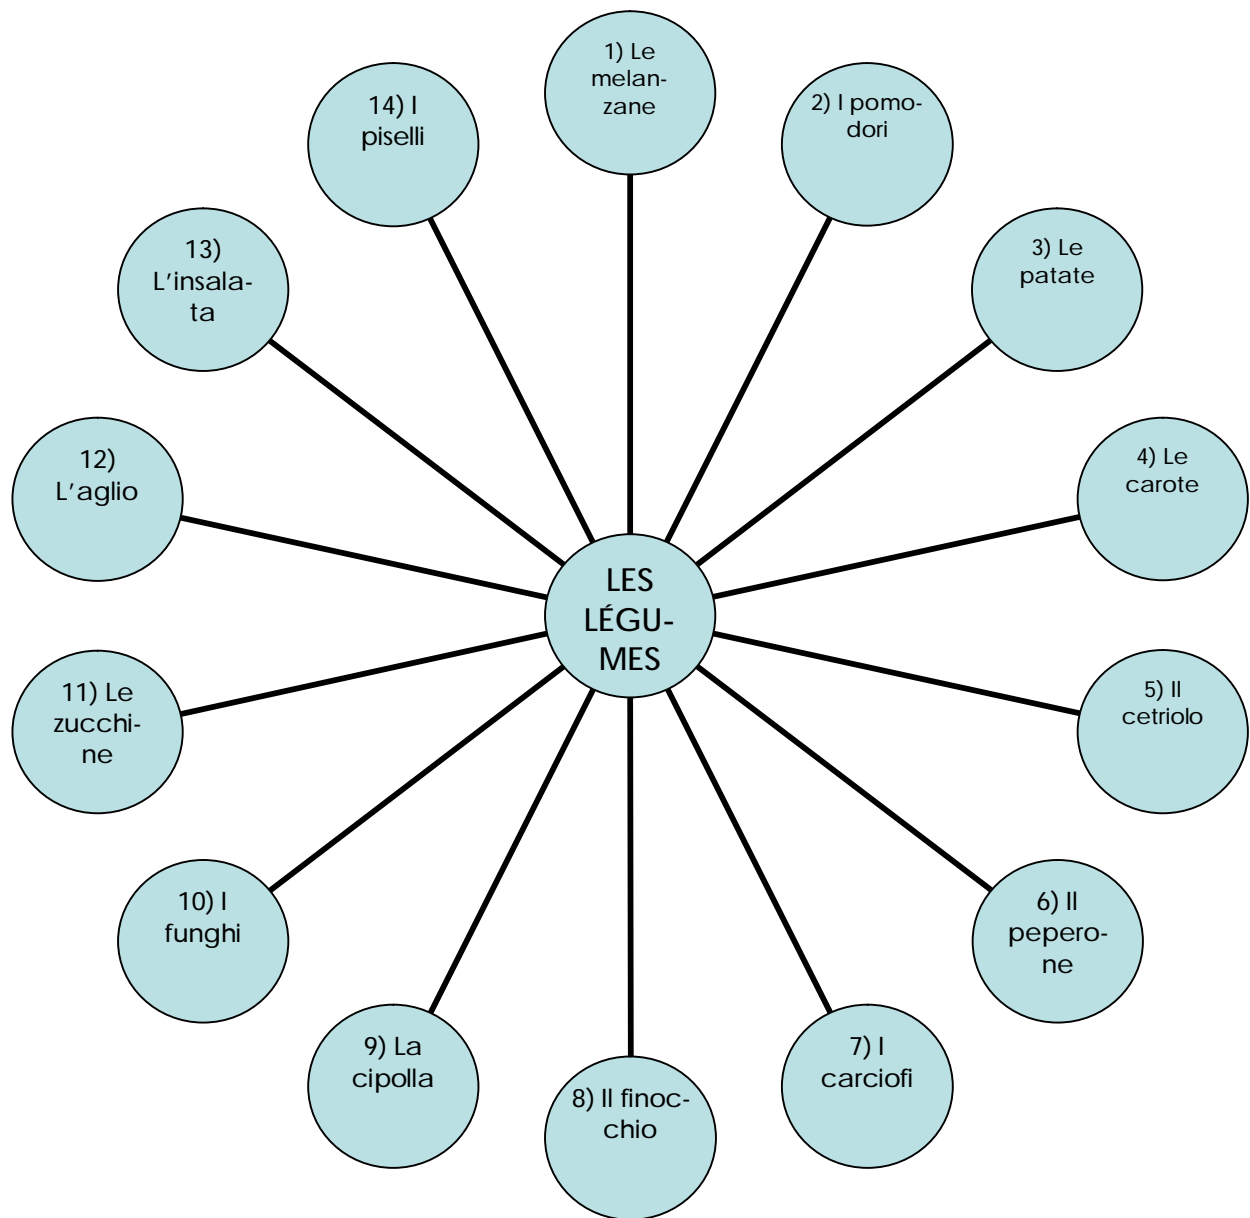 1) Le
melan-
zane
2) I pomo-
dori
3) Le
patate
4) Le
carote
5) Il
cetriolo
6) Il
pepero-
ne
7) I
carciofi
8) Il finoc-
chio
9) La
cipolla
10) I
funghi
11) Le
zucchi-
ne
12)
L’aglio
13)
L’insala-
ta
14) I
piselli
LES
LÉGU-
MES